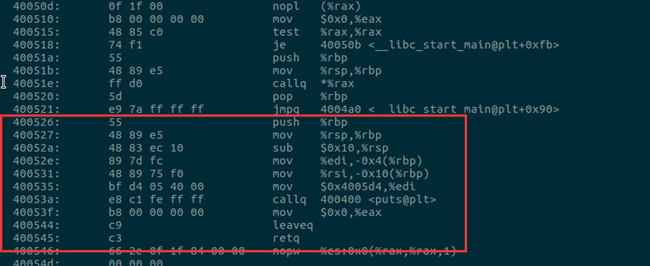 40050d: 0f 1f 00 nopl (%rax)
400510: b8 00 00 00 00 mov $0x0,%eax
400515: 48 85 c0 test %rax,%rax
400518: 74 f1 je 40050b <__libc_start_main@plt+0xfb>
40051a: 55 push %rbp
40051b: 48 89 e5 mov %rsp,%rbp
40051e: ff d0 callq *%rax
400520: 5d pop %rbp
400521: e9 7a ff ff ff jmpq 4004a0 <__libc_start_main@plt+0x90>
400526: 55 push %rbp
400527: 48 89 e5 mov %rsp,%rbp
40052a: 48 83 ec 10 sub $0x10,%rsp
40052e: 89 7d fc mov %edi,-0x4(%rbp)
400531: 48 89 75 f0 mov %rsi,-0x10(%rbp)
400535: bf d4 05 40 00 mov $0x4005d4,%edi
40053a: e8 c1 fe ff ff callq 400400 <puts@plt>
40053f: b8 00 00 00 00 mov $0x0,%eax
400544: c9 leaveq
400545: c3 retq
400546: 66 2e 0f 1f 84 00 00 nopw %cs:0x0(%rax,%rax,1)
40054d: 00 00 00